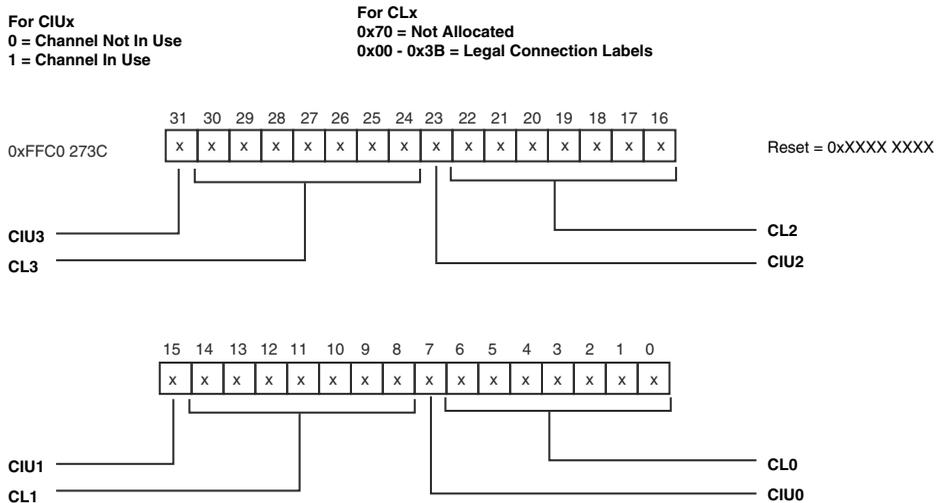 For CIUx
0 = Channel Not In Use
1 = Channel In Use
For CLx
0x70 = Not Allocated
0x00 - 0x3B = Legal Connection Labels
31 30 29 28 27 26 25 24 23 22 21 20 19 18 17 16
0xFFC0 273C
x x x x x x x x x x x x x x x x
Reset = 0xXXXX XXXX
CIU3
CL3
CL2
CIU2
15 14 13 12 11 10 9 8 7 6 5 4 3 2 1 0
x x x x x x x x x x x x x x x x
CIU1
CL1
CL0
CIU0